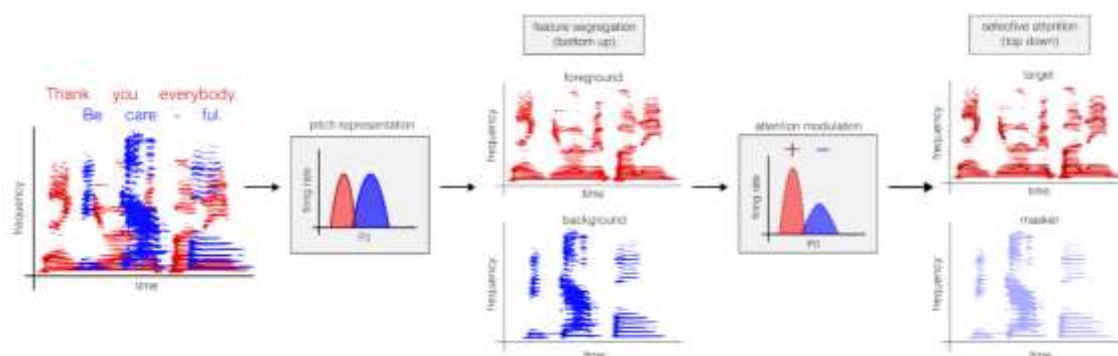 feature segregation
(bottom up)
selective attention
(top down)
foreground
target
Thank you everybody.
Be care - ful.
pitch representation
attention modulation
frequency
time
firing rate
F0
frequency
time
+ −
firing rate
F0
frequency
time
background
masker
frequency
time
frequency
time